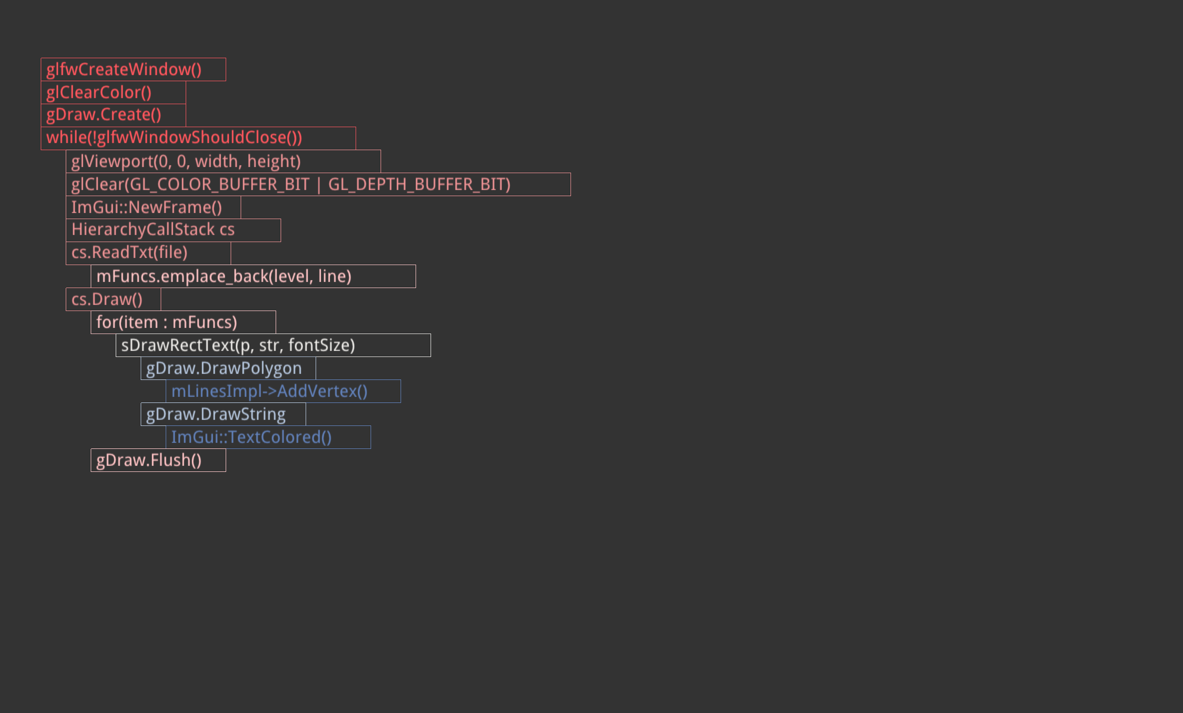 glfwCreateWindow()
glClearColor()
gDraw.Create()
while(!glfwWindowShouldClose())
glViewport(0, 0, width, height)
glClear(GL_COLOR_BUFFER_BIT | GL_DEPTH_BUFFER_BIT)
ImGui::NewFrame()
HierarchyCallStack cs
cs.ReadTxt(file)
mFuncs.emplace_back(level, line)
cs.Draw()
for(item : mFuncs)
sDrawRectText(p, str, fontSize)
gDraw.DrawPolygon
mLinesImpl->AddVertex()
gDraw.DrawString
ImGui::TextColored()
gDraw.Flush()